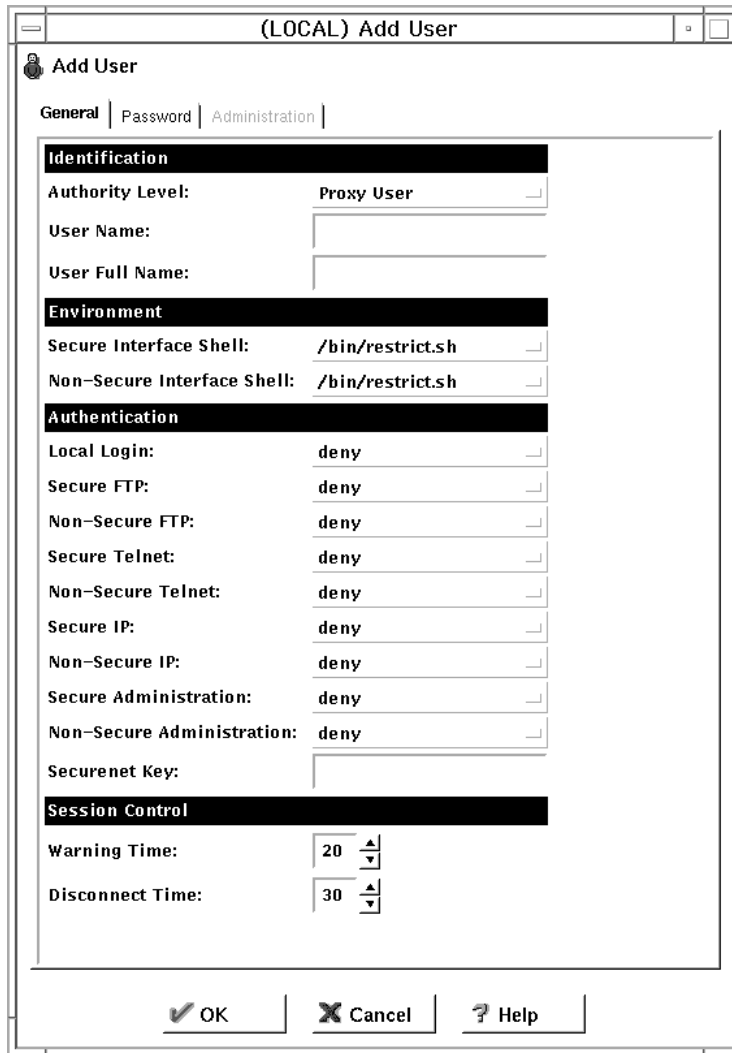 (LOCAL) Add User
Add User
General Password Administration
Identification
Authority Level: Proxy User
User Name:
User Full Name:
Environment
Secure Interface Shell: /bin/restrict.sh
Non-Secure Interface Shell: /bin/restrict.sh
Authentication
Local Login: deny
Secure FTP: deny
Non-Secure FTP: deny
Secure Telnet: deny
Non-Secure Telnet: deny
Secure IP: deny
Non-Secure IP: deny
Secure Administration: deny
Non-Secure Administration: deny
Securenet Key:
Session Control
Warning Time: 20
Disconnect Time: 30
OK Cancel ? Help